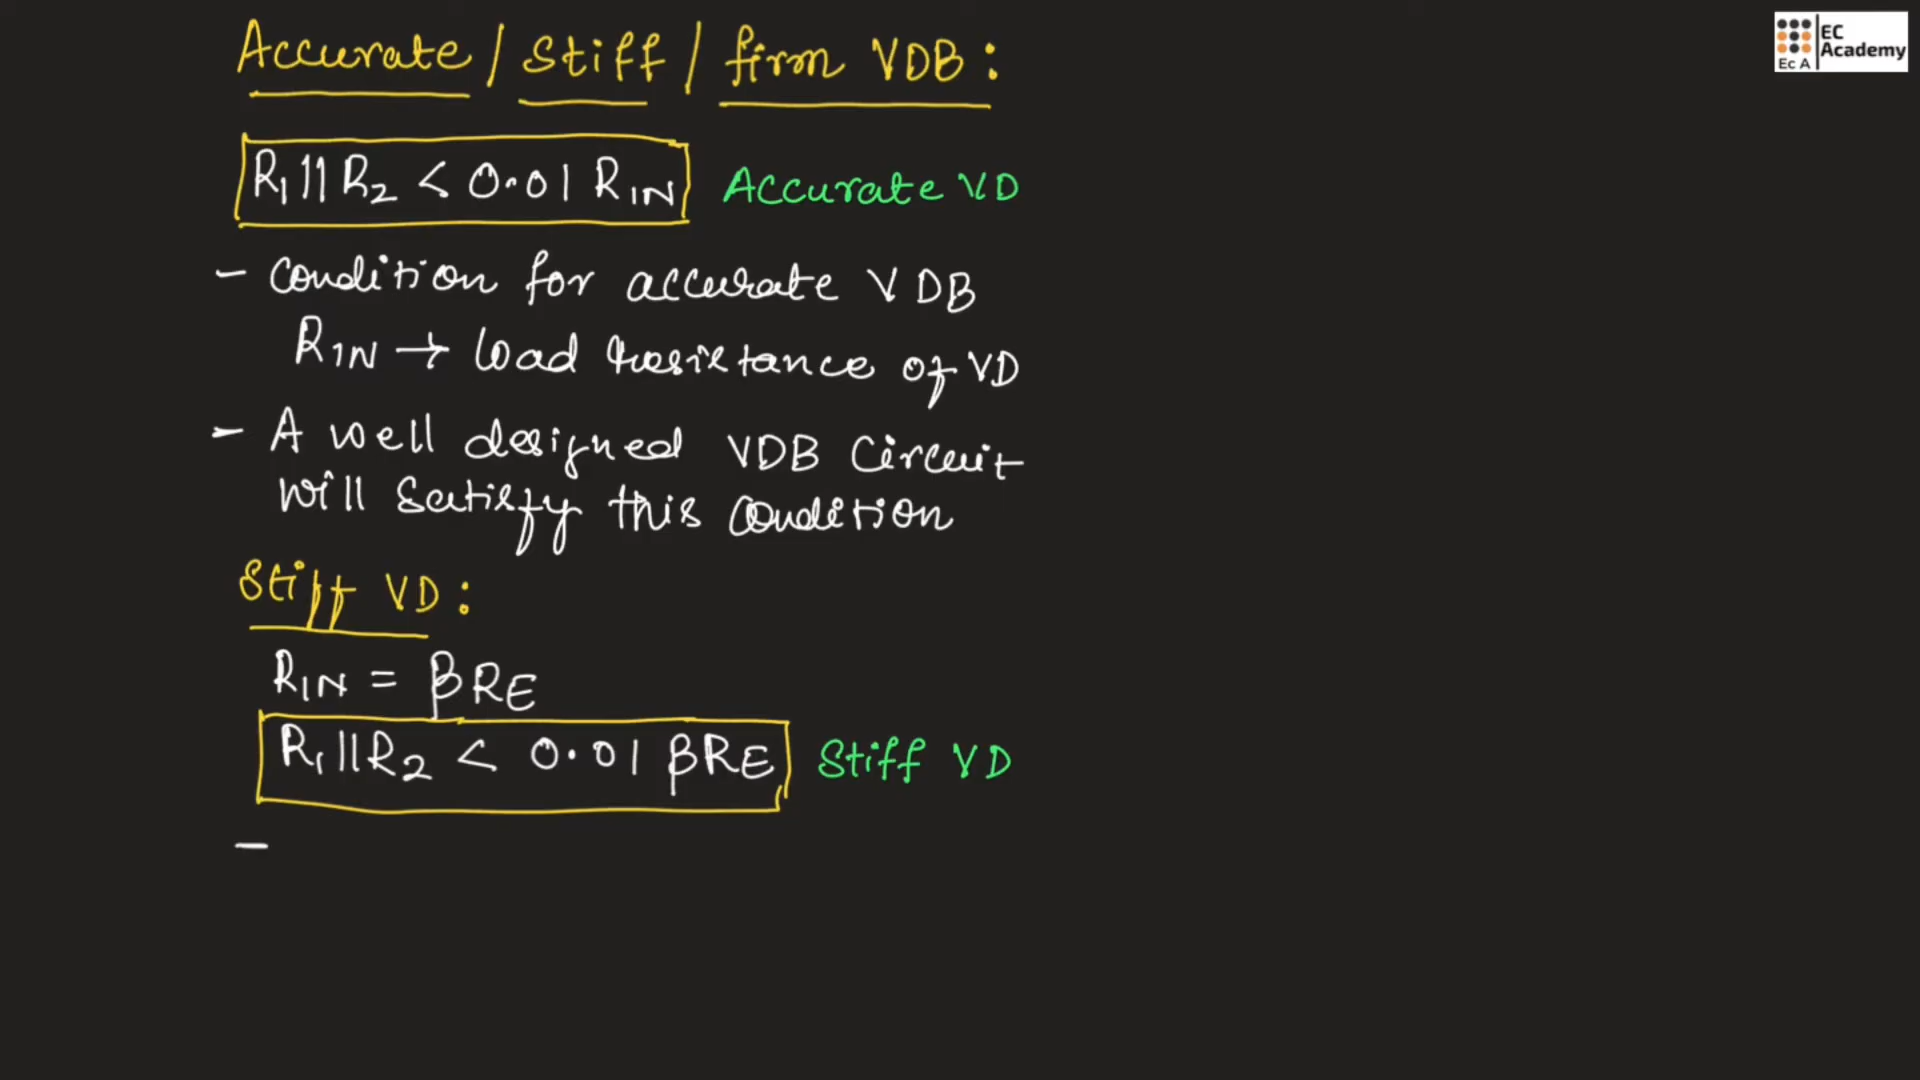 Accurate / Stiff / firm VDB :
EC Academy
Ec A
R1 || R2 < 0.01 RIN Accurate VD
- Condition for accurate VDB
RIN → load resistance of VD
- A well designed VDB Circuit
will satisfy this condition
Stiff VD :
RIN = βRE
R1 || R2 < 0.01 βRE Stiff VD
-